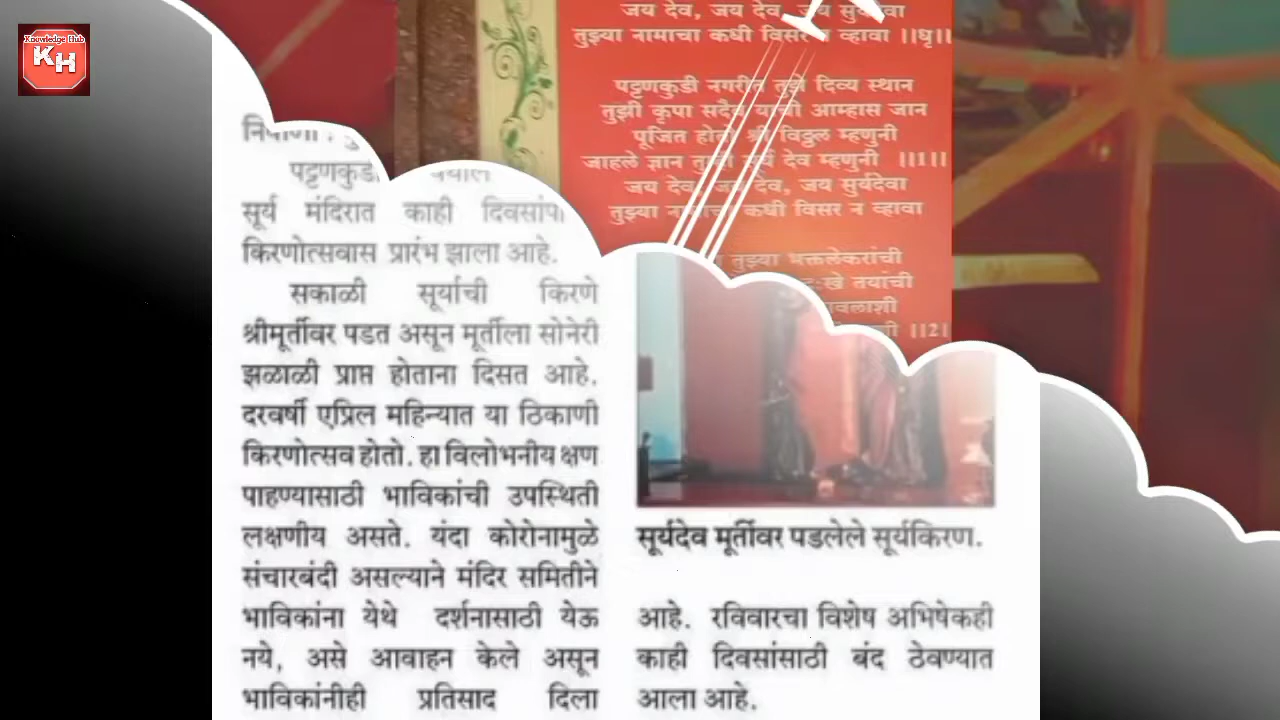 Knowledge Hub
KH
जय देव, जय देव, जय सुर्यदेवा
तुझ्या नामाचा कधी विसर न व्हावा ।।धृ।।
पट्टणकुडी नगरीत तुझे दिव्य स्थान
तुझी कृपा सदैव याची आम्हास जान
पूजित होतो श्री विठ्ठल म्हणुनी
जाहले ज्ञान तुम्ही सूर्य देव म्हणुनी ।।1।।
जय देव, जय देव, जय सुर्यदेवा
तुझ्या नामाचा कधी विसर न व्हावा
तुझ्या भक्तलेकरांची
तयांची
।।2।
पट्टणकुडी
सूर्य मंदिरात काही
किरणोत्सवास प्रारंभ झाला आहे.
सकाळी सूर्याची किरणे
श्रीमूर्तीवर पडत असून मूर्तीला सोनेरी
झळाळी प्राप्त होताना दिसत आहे.
दरवर्षी एप्रिल महिन्यात या ठिकाणी
किरणोत्सव होतो. हा विलोभनीय क्षण
पाहण्यासाठी भाविकांची उपस्थिती
लक्षणीय असते. यंदा कोरोनामुळे
संचारबंदी असल्याने मंदिर समितीने
भाविकांना येथे दर्शनासाठी येऊ
नये, असे आवाहन केले असून
भाविकांनीही प्रतिसाद दिला
सूर्यदेव मूर्तीवर पडलेले सूर्यकिरण.
आहे. रविवारचा विशेष अभिषेकही
काही दिवसांसाठी बंद ठेवण्यात
आला आहे.